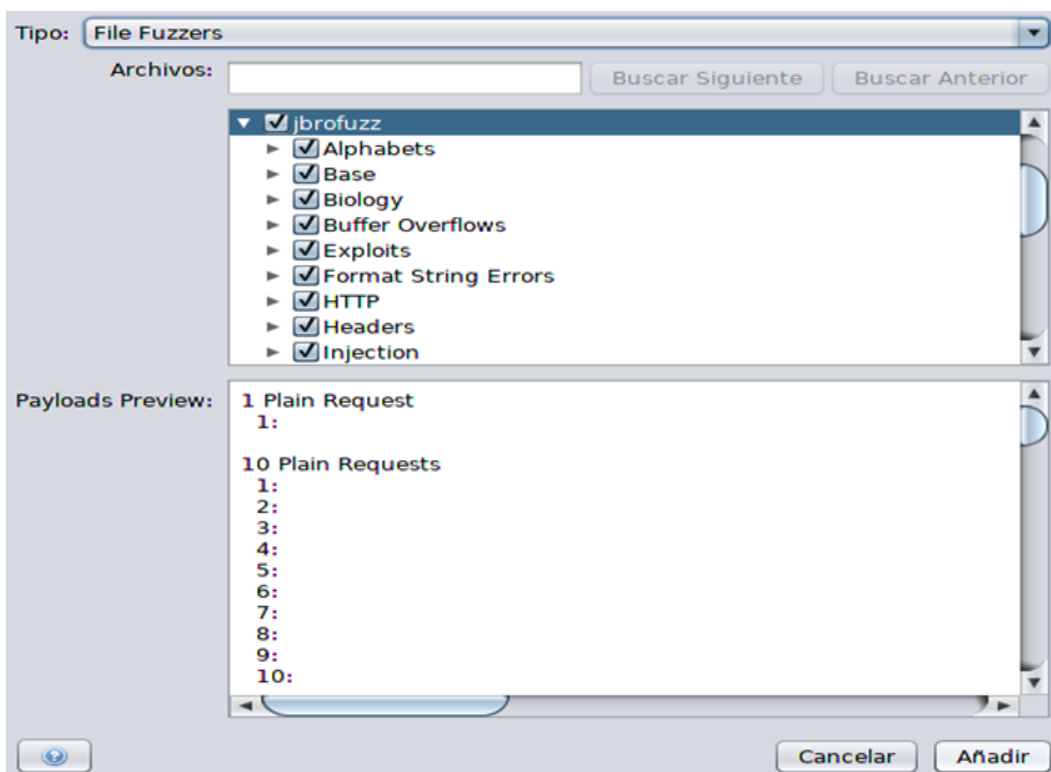 Tipo: File Fuzzers
Archivos: Buscar Siguiente Buscar Anterior
jbrofuzz
Alphabets
Base
Biology
Buffer Overflows
Exploits
Format String Errors
HTTP
Headers
Injection
Payloads Preview: 1 Plain Request
1:
10 Plain Requests
1:
2:
3:
4:
5:
6:
7:
8:
9:
10:
Cancelar Añadir